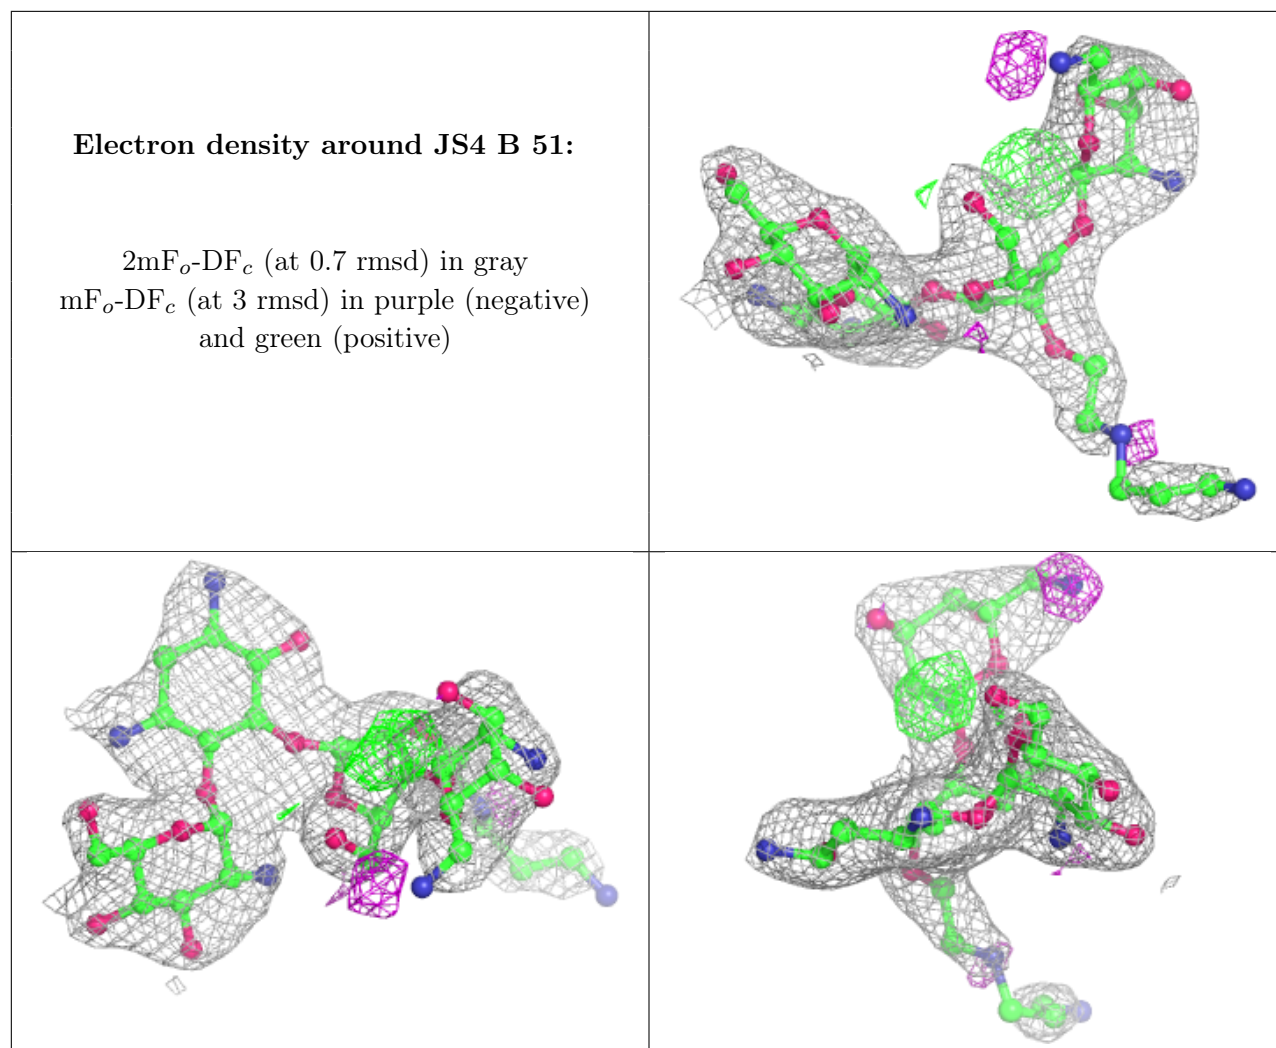 Electron density around JS4 B 51:
2mFₒ-DF𝒸 (at 0.7 rmsd) in gray
mFₒ-DF𝒸 (at 3 rmsd) in purple (negative)
and green (positive)